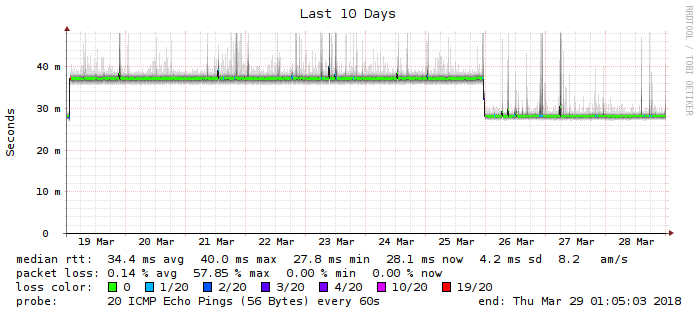 Last 10 Days
RRDTOOL / TOBI OETIKER
Seconds
40 m
30 m
20 m
10 m
0
19 Mar 20 Mar 21 Mar 22 Mar 23 Mar 24 Mar 25 Mar 26 Mar 27 Mar 28 Mar
median rtt: 34.4 ms avg 40.0 ms max 27.8 ms min 28.1 ms now 4.2 ms sd 8.2 am/s
packet loss: 0.14 % avg 57.85 % max 0.00 % min 0.00 % now
loss color: 0 1/20 2/20 3/20 4/20 10/20 19/20
probe: 20 ICMP Echo Pings (56 Bytes) every 60s end: Thu Mar 29 01:05:03 2018